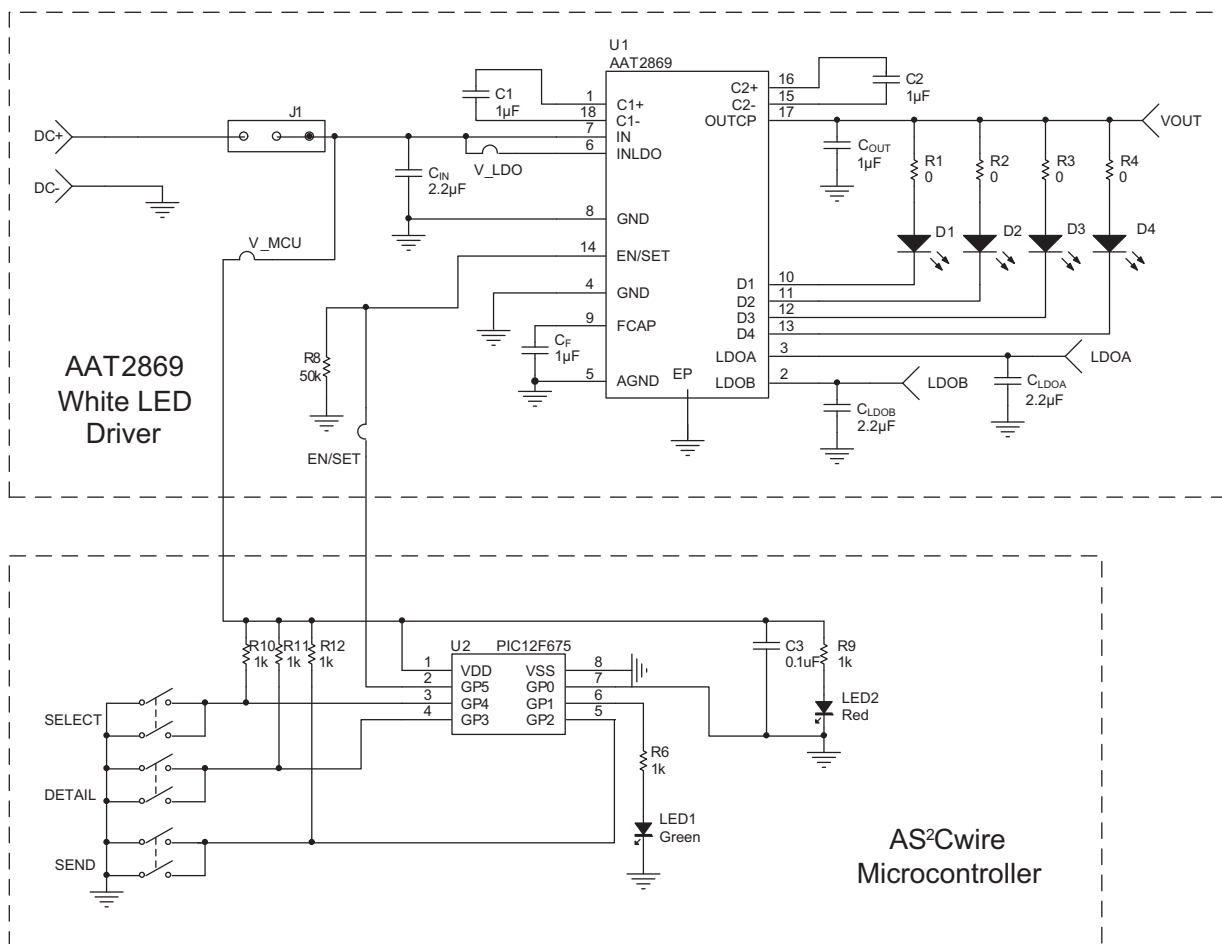 U1
AAT2869
C1
1µF
1
18
7
6
8
14
4
9
5
C1+
C1-
IN
INLDO
GND
EN/SET
GND
FCAP
AGND
EP
C2+
C2-
OUTCP
D1
D2
D3
D4
LDOA
LDOB
16
15
17
10
11
12
13
3
2
C2
1µF
J1
DC+
DC-
V_LDO
CIN
2.2µF
V_MCU
VOUT
COUT
1µF
R1
0
R2
0
R3
0
R4
0
D1
D2
D3
D4
CF
1µF
R8
50k
LDOA
LDOB
CLDOA
2.2µF
CLDOB
2.2µF
EN/SET
AAT2869
White LED
Driver
R10
1k
R11
1k
R12
1k
U2
PIC12F675
1
2
3
4
VDD
GP5
GP4
GP3
VSS
GP0
GP1
GP2
8
7
6
5
C3
0.1uF
R9
1k
LED2
Red
R6
1k
LED1
Green
SELECT
DETAIL
SEND
AS²Cwire
Microcontroller